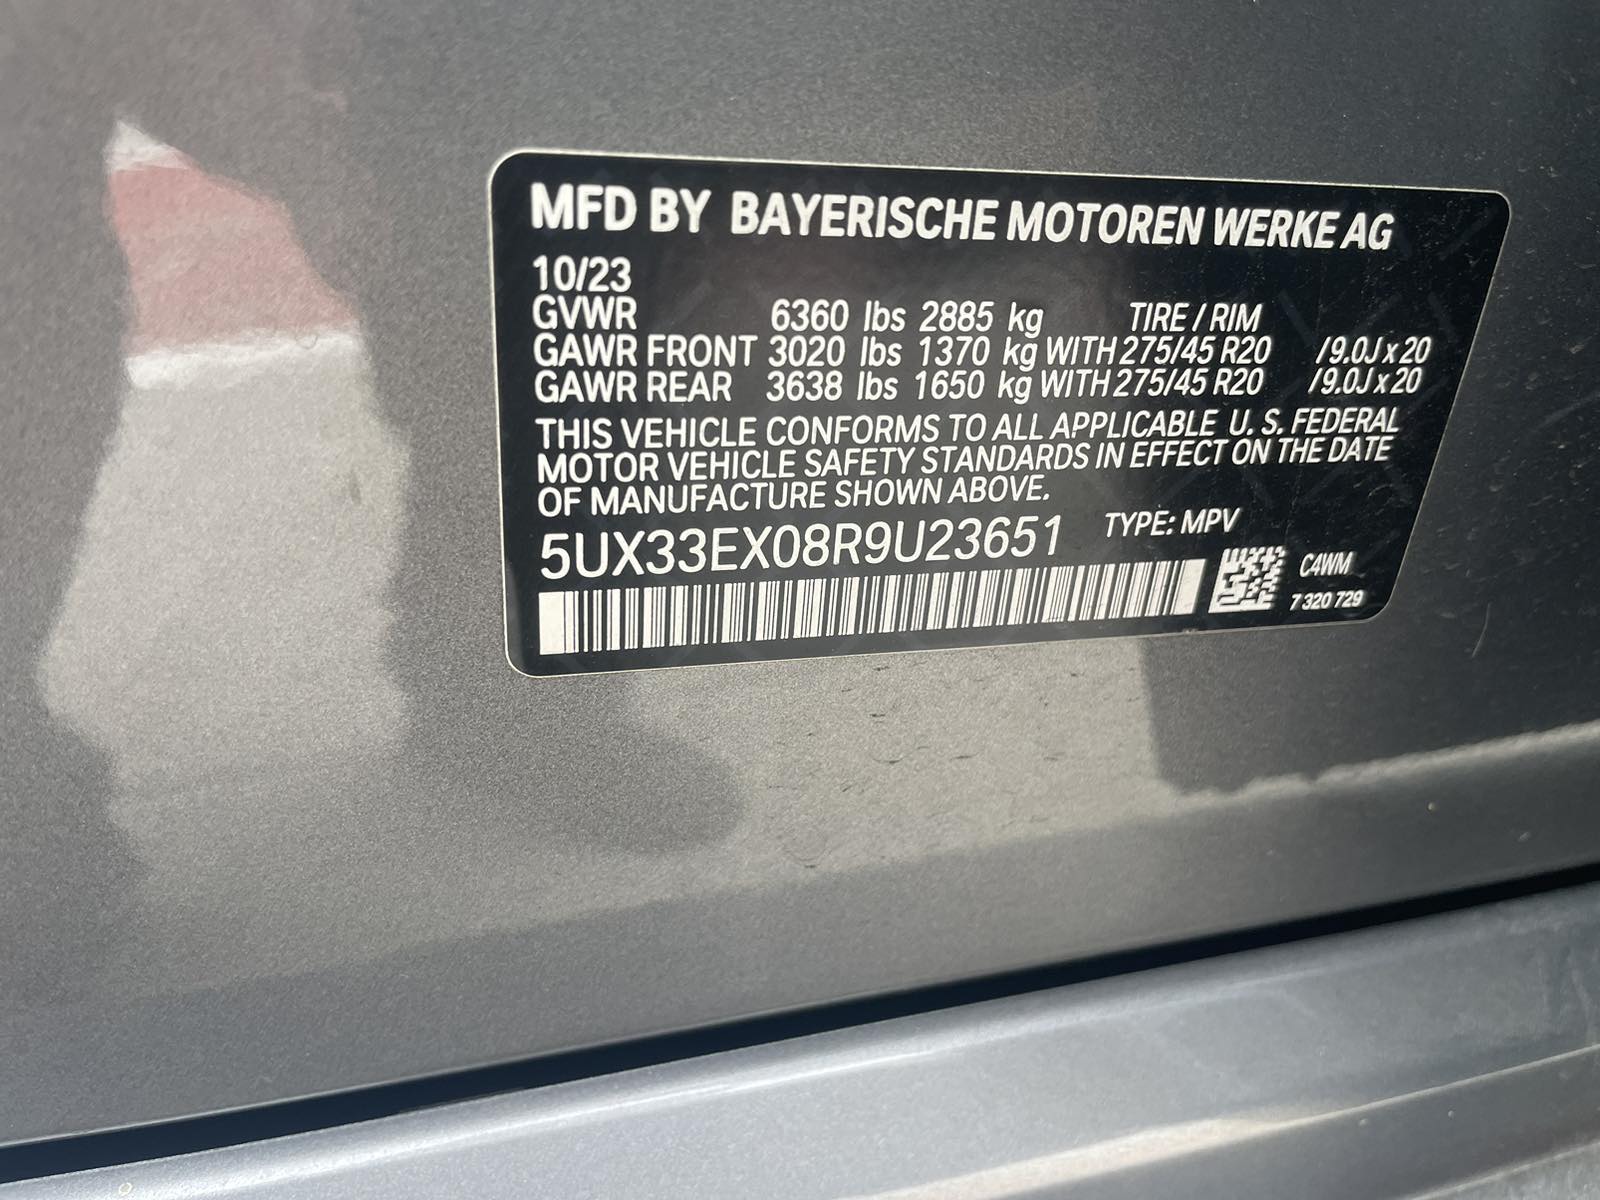 MFD BY BAYERISCHE MOTOREN WERKE AG
10/23
GVWR 6360 lbs 2885 kg TIRE / RIM
GAWR FRONT 3020 lbs 1370 kg WITH 275/45 R20 / 9.0J x 20
GAWR REAR 3638 lbs 1650 kg WITH 275/45 R20 / 9.0J x 20
THIS VEHICLE CONFORMS TO ALL APPLICABLE U. S. FEDERAL
MOTOR VEHICLE SAFETY STANDARDS IN EFFECT ON THE DATE
OF MANUFACTURE SHOWN ABOVE.
5UX33EX08R9U23651 TYPE: MPV
C4WM
7 320 729